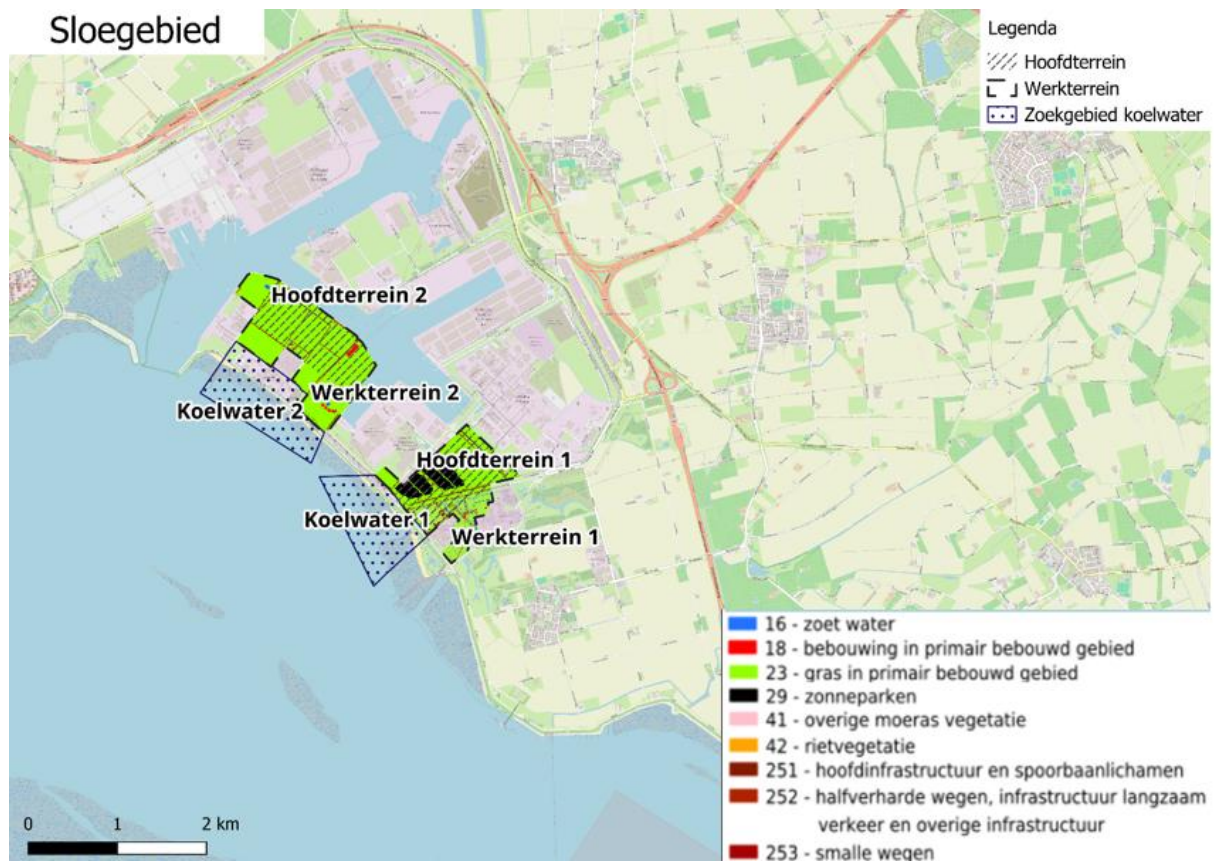 Sloegebied
Legenda
Hoofdterrein
Werkterrein
Zoekgebied koelwater
Hoofdterrein 2
Werkterrein 2
Koelwater 2
Hoofdterrein 1
Koelwater 1
Werkterrein 1
16 - zoet water
18 - bebouwing in primair bebouwd gebied
23 - gras in primair bebouwd gebied
29 - zonneparken
41 - overige moeras vegetatie
42 - rietvegetatie
251 - hoofdinfrastructuur en spoorbaanlichamen
252 - halfverharde wegen, infrastructuur langzaam
verkeer en overige infrastructuur
253 - smalle wegen
0 1 2 km